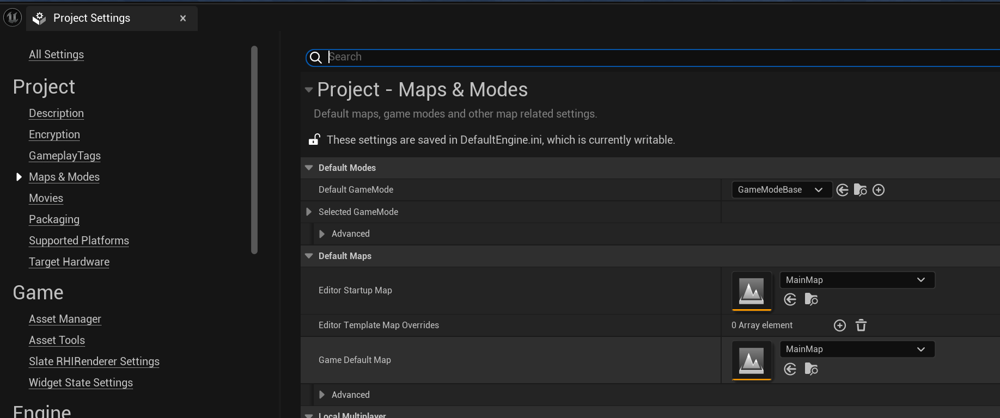 Project Settings
All Settings
Project
Description
Encryption
GameplayTags
Maps & Modes
Movies
Packaging
Supported Platforms
Target Hardware
Game
Asset Manager
Asset Tools
Slate RHIRenderer Settings
Widget State Settings
Engine
Search
Project - Maps & Modes
Default maps, game modes and other map related settings.
These settings are saved in DefaultEngine.ini, which is currently writable.
Default Modes
Default GameMode
GameModeBase
Selected GameMode
Advanced
Default Maps
Editor Startup Map
MainMap
Editor Template Map Overrides
0 Array element
Game Default Map
MainMap
Advanced
Local Multiplayer